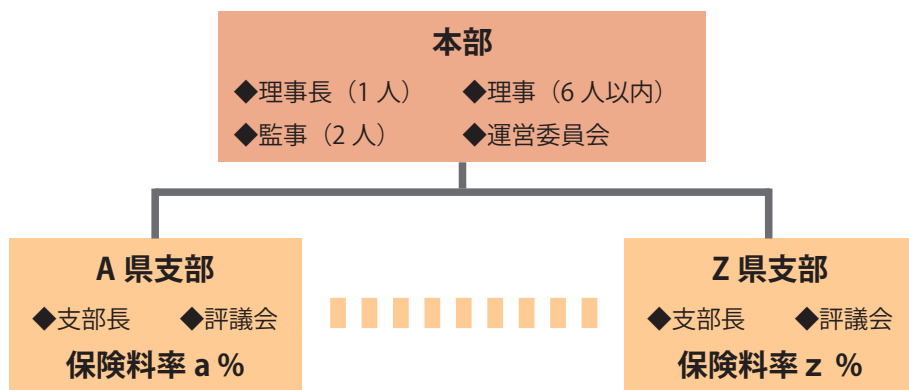 本部
◆理事長（1人） ◆理事（6人以内）
◆監事（2人） ◆運営委員会
A県支部
◆支部長 ◆評議会
保険料率 a %
Z県支部
◆支部長 ◆評議会
保険料率 z %